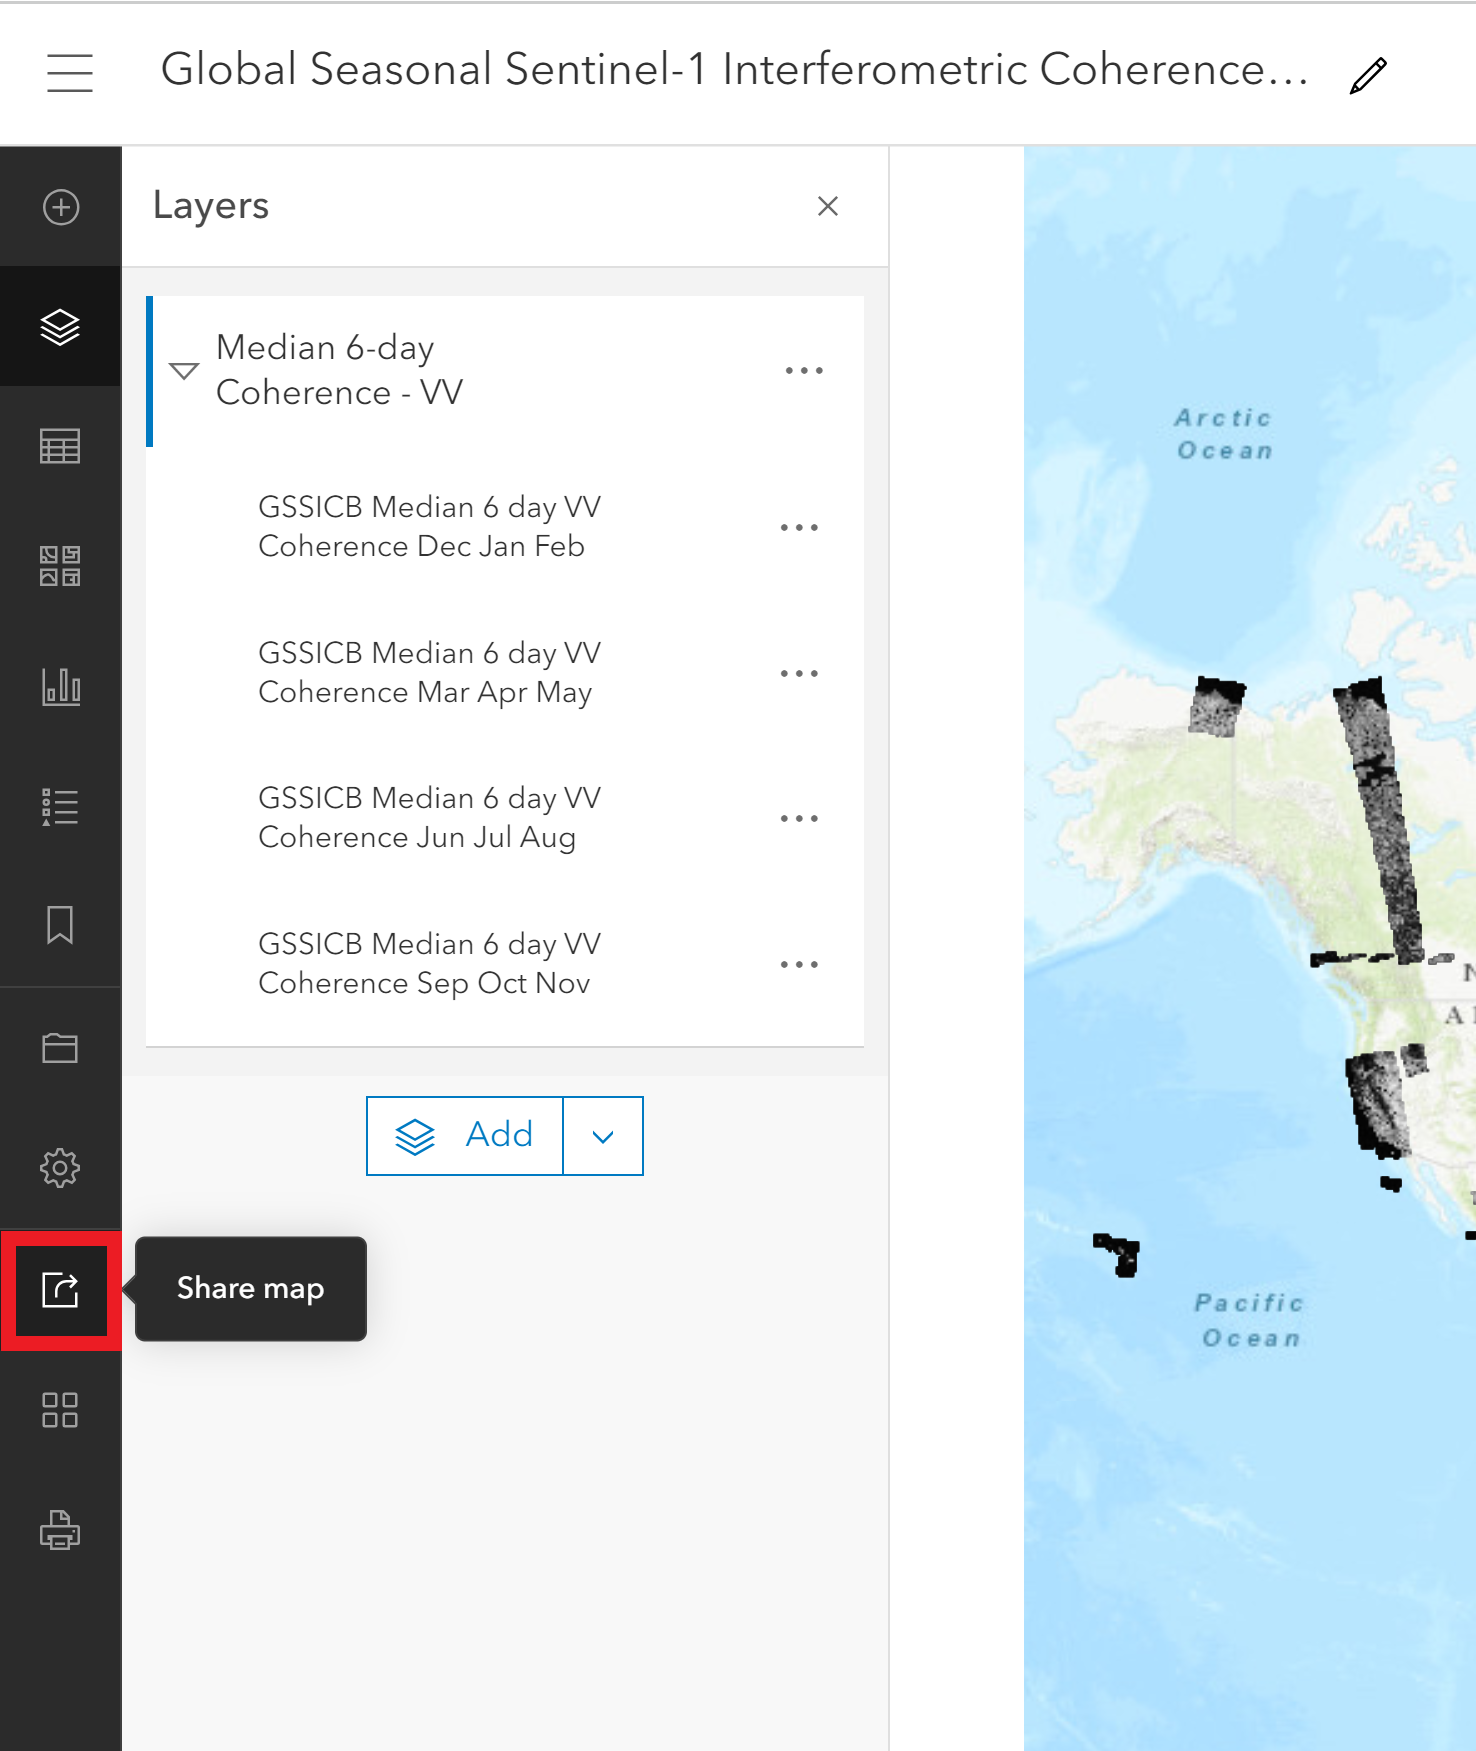 Global Seasonal Sentinel-1 Interferometric Coherence...
Layers
Median 6-day
Coherence - VV
GSSICB Median 6 day VV
Coherence Dec Jan Feb
GSSICB Median 6 day VV
Coherence Mar Apr May
GSSICB Median 6 day VV
Coherence Jun Jul Aug
GSSICB Median 6 day VV
Coherence Sep Oct Nov
Add
Share map
Arctic
Ocean
Pacific
Ocean